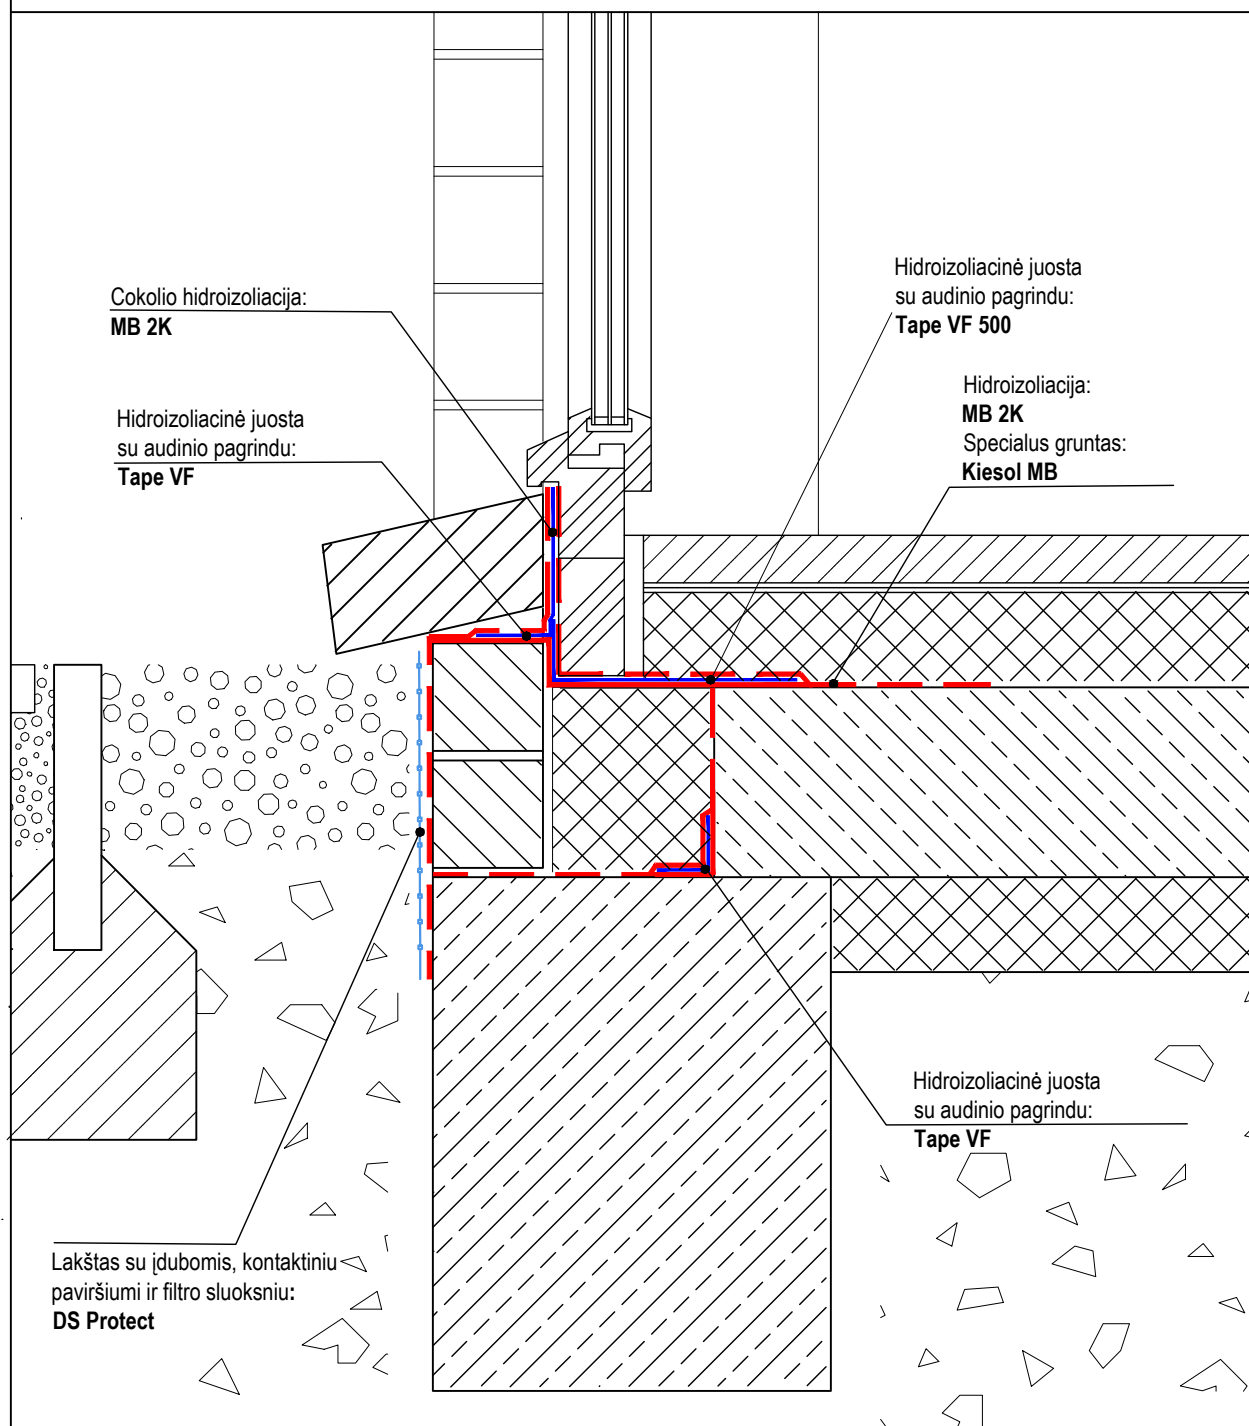 Cokolio hidroizoliacija:
MB 2K
Hidroizoliacinė juosta
su audinio pagrindu:
Tape VF
Hidroizoliacinė juosta
su audinio pagrindu:
Tape VF 500
Hidroizoliacija:
MB 2K
Specialus gruntas:
Kiesol MB
Hidroizoliacinė juosta
su audinio pagrindu:
Tape VF
Lakštas su įdubomis, kontaktiniu
paviršiumi ir filtro sluoksniu:
DS Protect